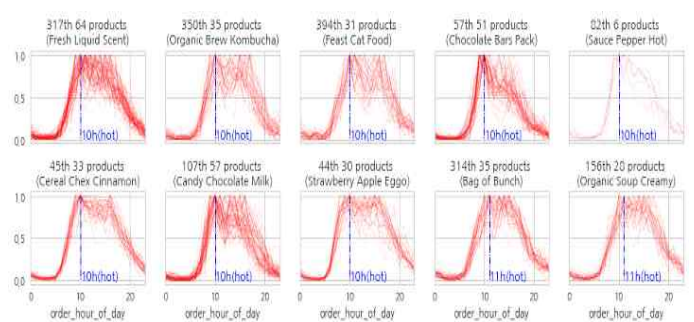 317th 64 products
(Fresh Liquid Scent)
350th 35 products
(Organic Brew Kombucha)
394th 31 products
(Feast Cat Food)
57th 51 products
(Chocolate Bars Pack)
82th 6 products
(Sauce Pepper Hot)
1.0
0.5
0.0
10h(hot)
10h(hot)
10h(hot)
10h(hot)
10h(hot)
45th 33 products
(Cereal Chex Cinnamon)
107th 57 products
(Candy Chocolate Milk)
44th 30 products
(Strawberry Apple Eggo)
314th 35 products
(Bag of Bunch)
156th 20 products
(Organic Soup Creamy)
1.0
0.5
0.0
10h(hot)
10h(hot)
10h(hot)
11h(hot)
11h(hot)
0 10 20
0 10 20
0 10 20
0 10 20
0 10 20
order_hour_of_day
order_hour_of_day
order_hour_of_day
order_hour_of_day
order_hour_of_day